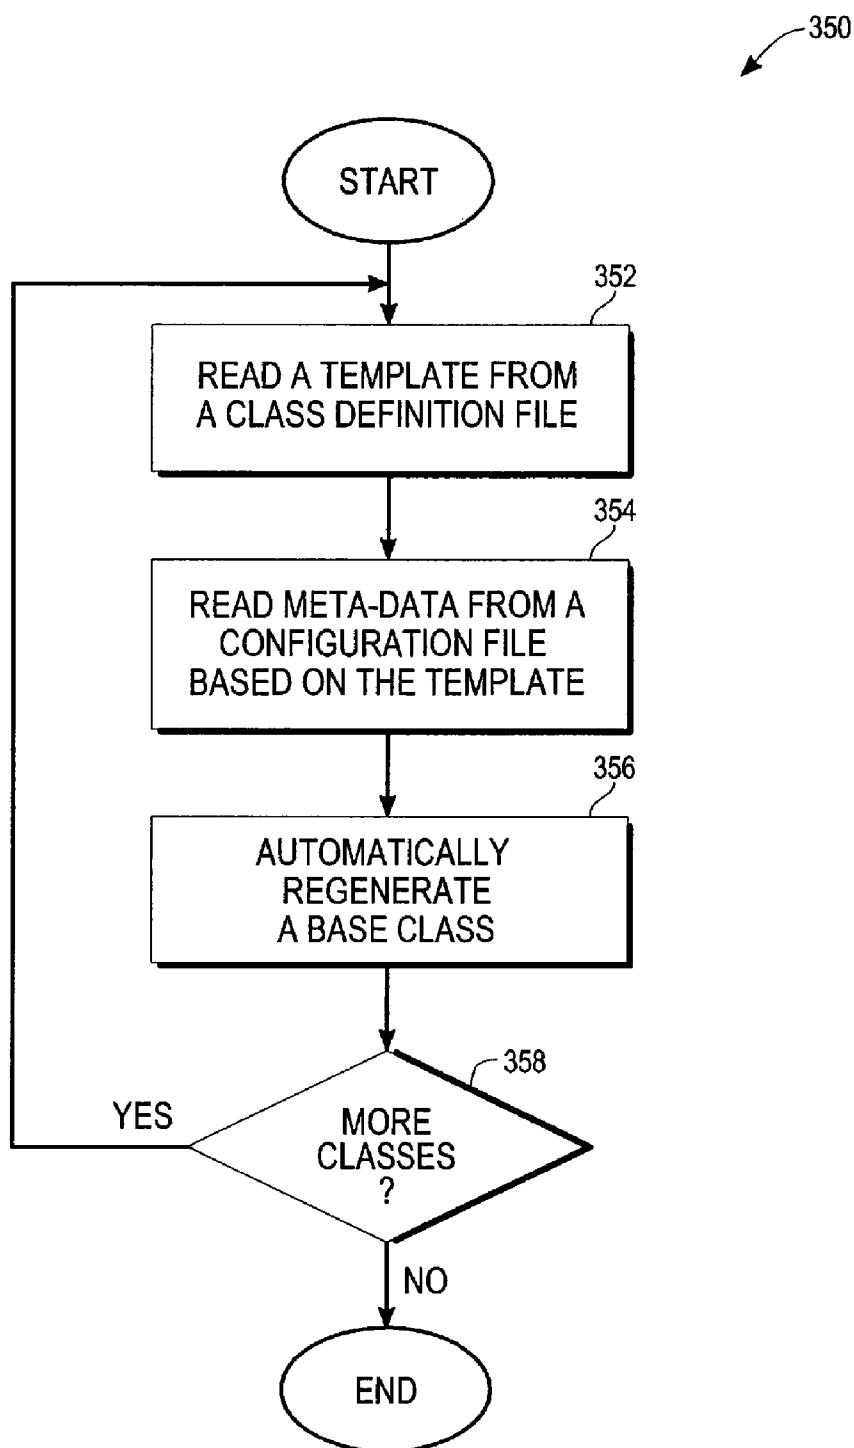 350
START
352
READ A TEMPLATE FROM
A CLASS DEFINITION FILE
354
READ META-DATA FROM A
CONFIGURATION FILE
BASED ON THE TEMPLATE
356
AUTOMATICALLY
REGENERATE
A BASE CLASS
358
YES
MORE
CLASSES
?
NO
END